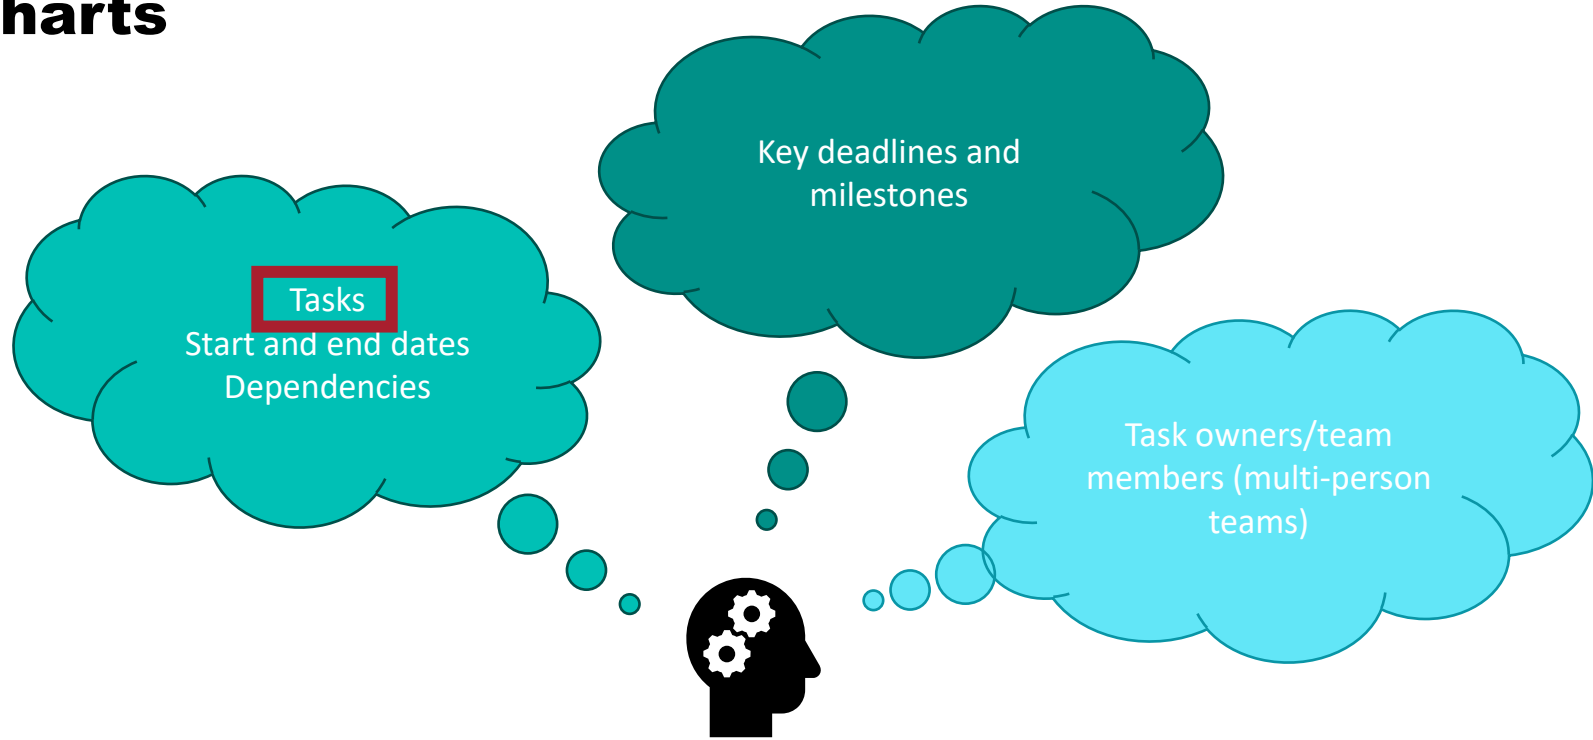 harts
Key deadlines and
milestones
Tasks
Start and end dates
Dependencies
Task owners/team
members (multi-person
teams)